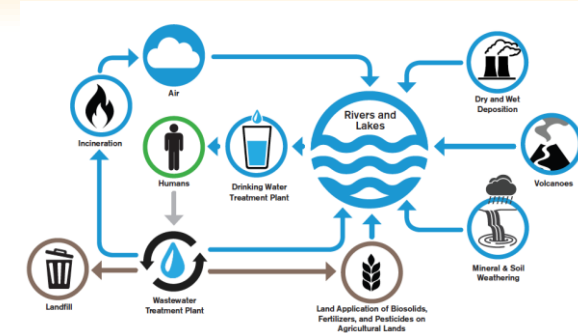 Air
Rivers and
Lakes
Dry and Wet
Deposition
Incineration
Humans
Drinking Water
Treatment Plant
Volcanoes
Mineral & Soil
Weathering
Landfill
Wastewater
Treatment Plant
Land Application of Biosolids,
Fertilizers, and Pesticides on
Agricultural Lands